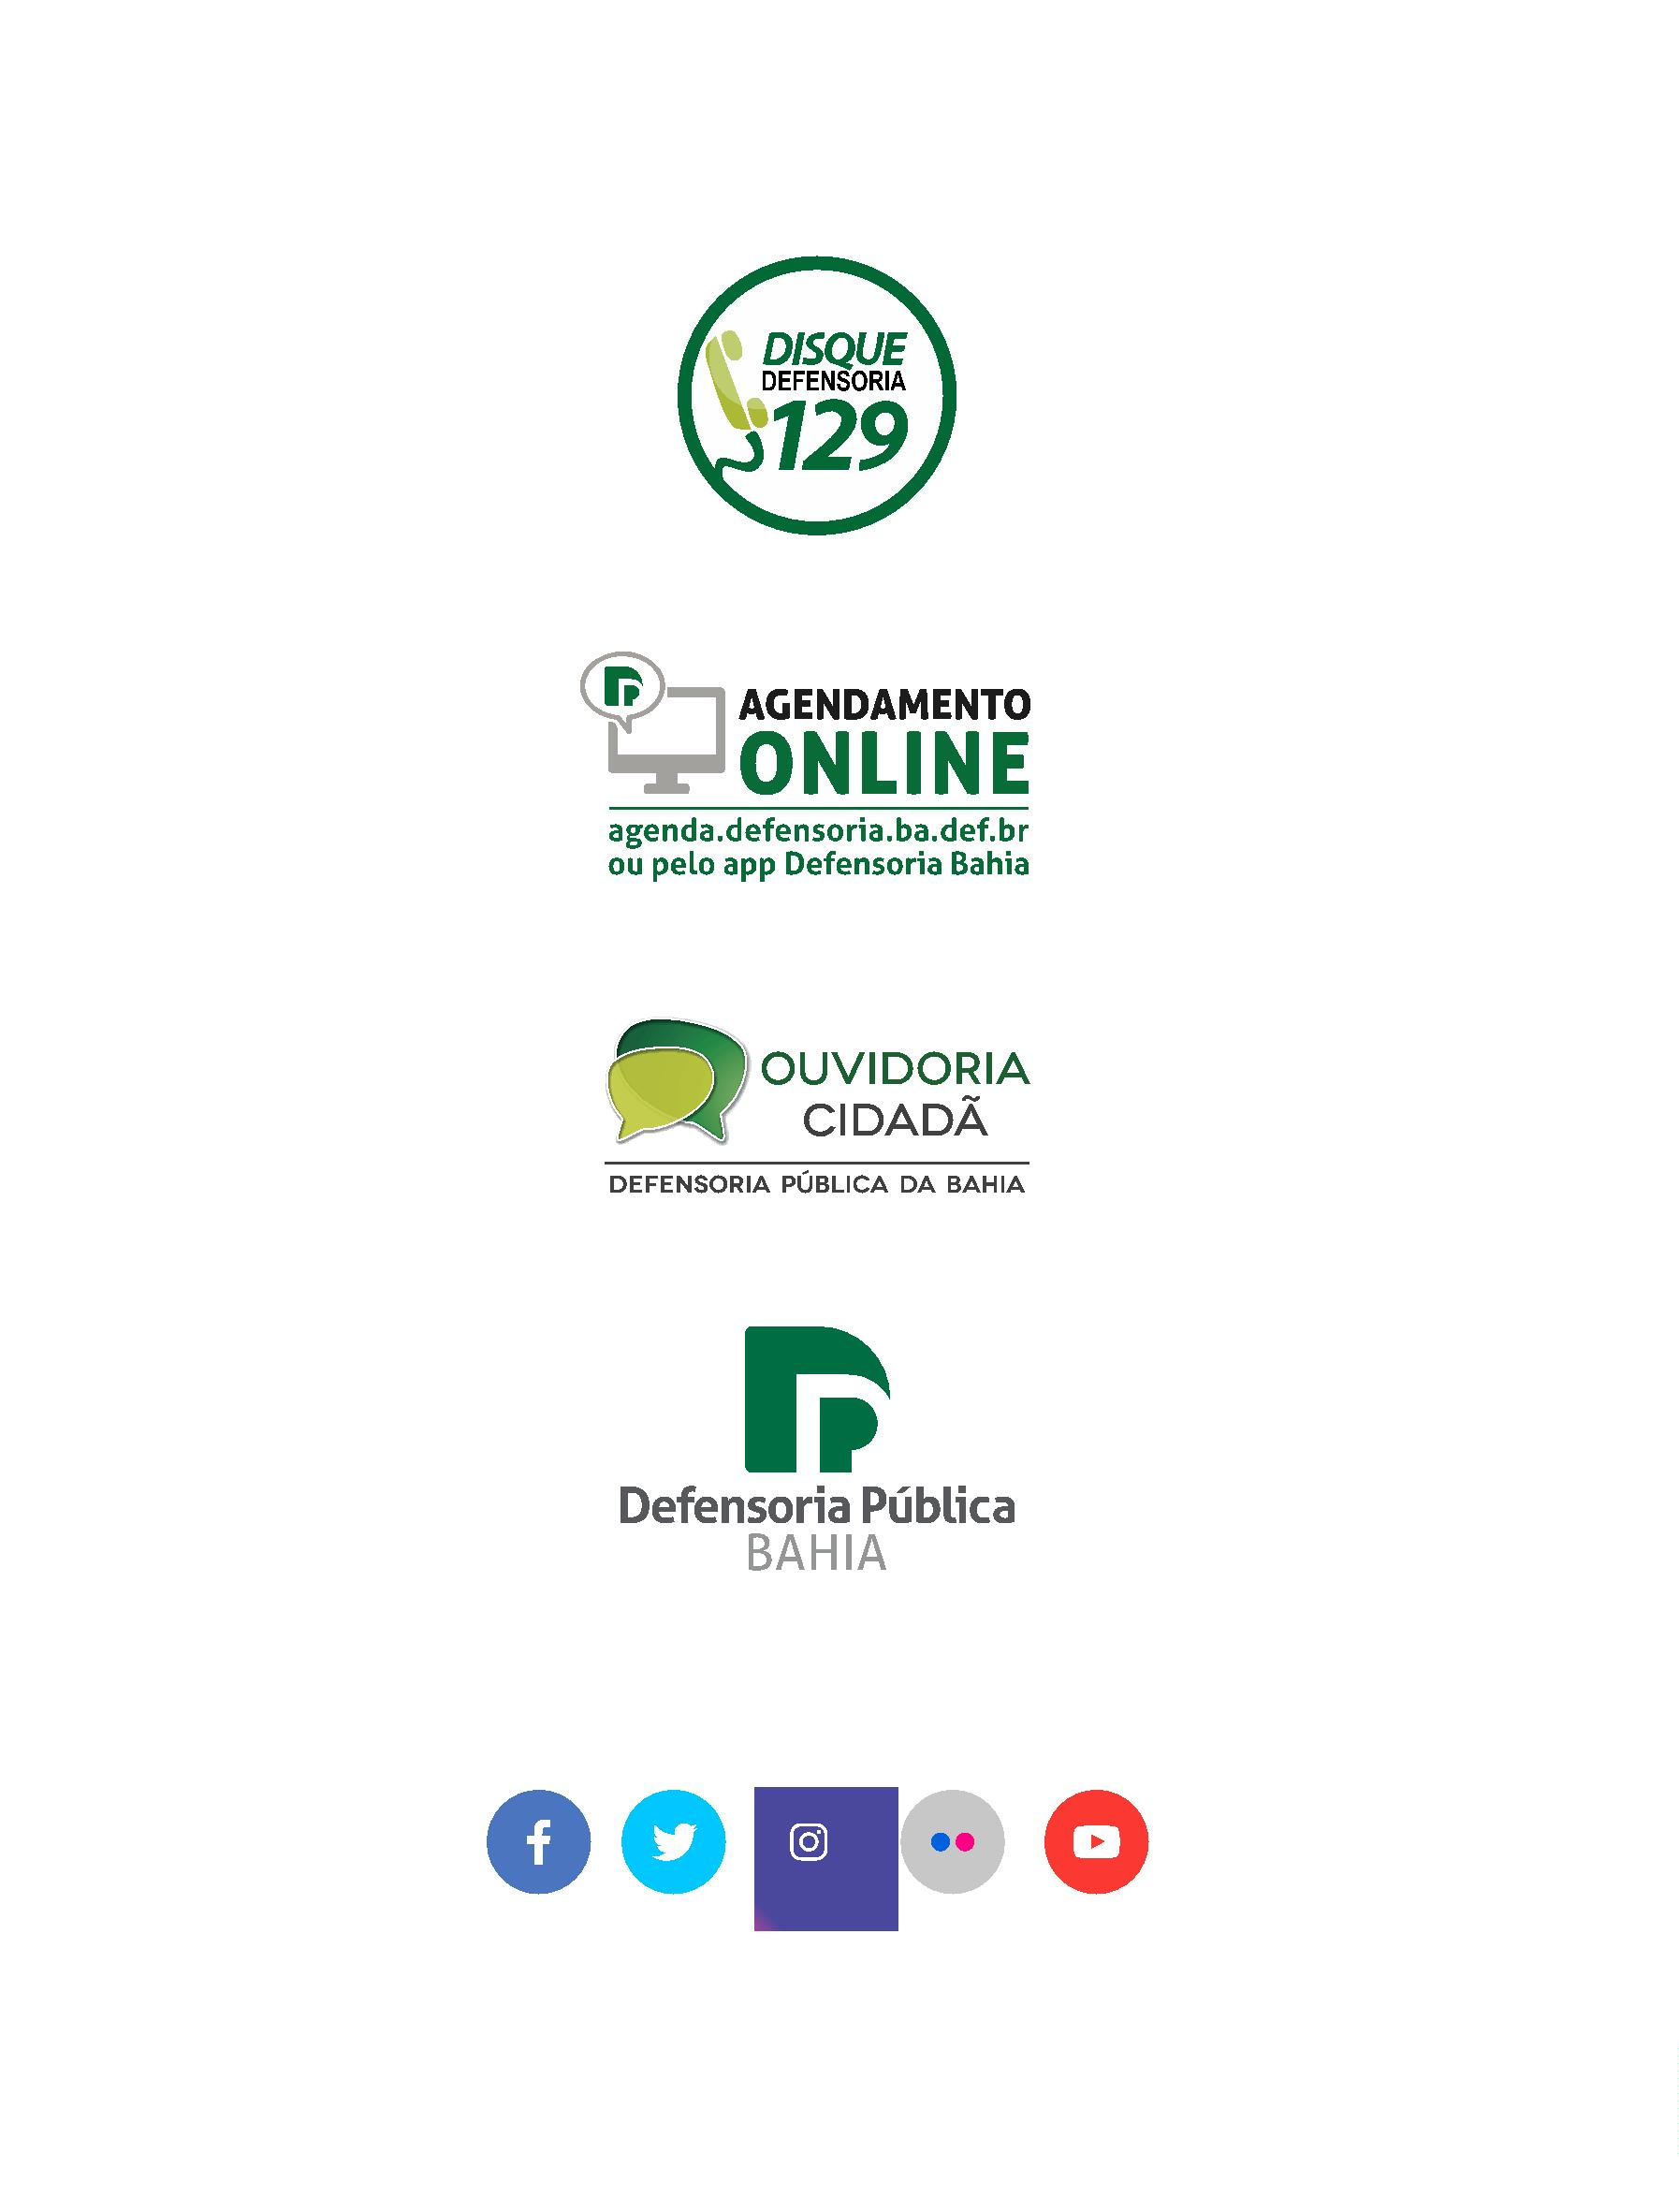 DISQUE
DEFENSORIA
129
AGENDAMENTO
ONLINE
agenda.defensoria.ba.def.br
ou pelo app Defensoria Bahia
OUVIDORIA
CIDADÃ
DEFENSORIA PÚBLICA DA BAHIA
Defensoria Pública
BAHIA